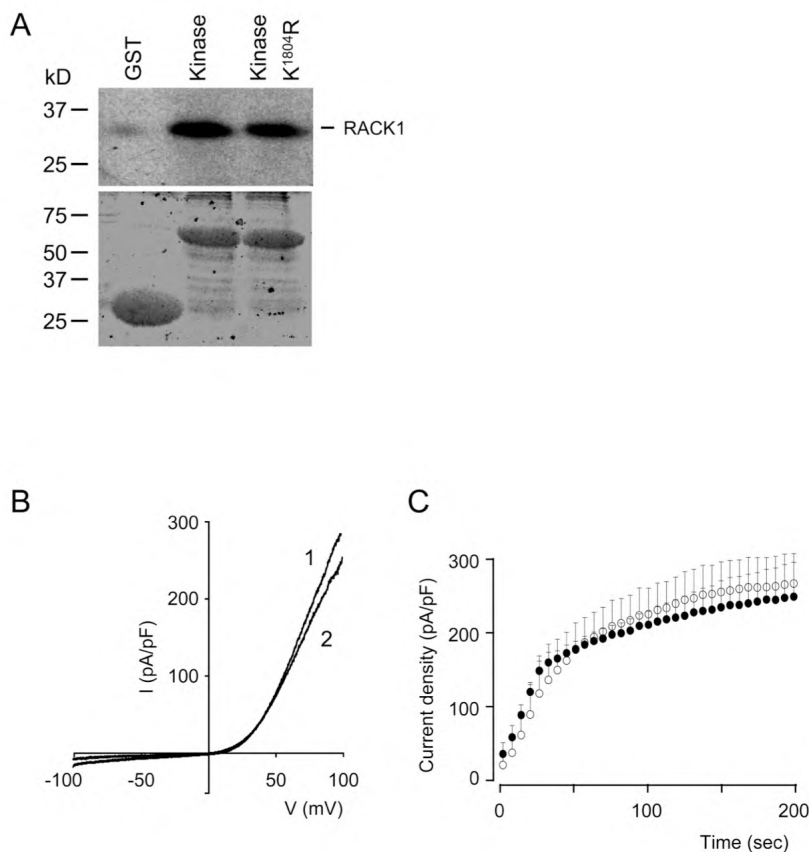 A
GST
Kinase
Kinase
K1804R
kD
37
25
RACK1
75
50
37
25
B
300
200
100
I (pA/pF)
1
2
-100
-50
50
100
V (mV)
C
300
200
100
0
Current density (pA/pF)
0
100
200
Time (sec)